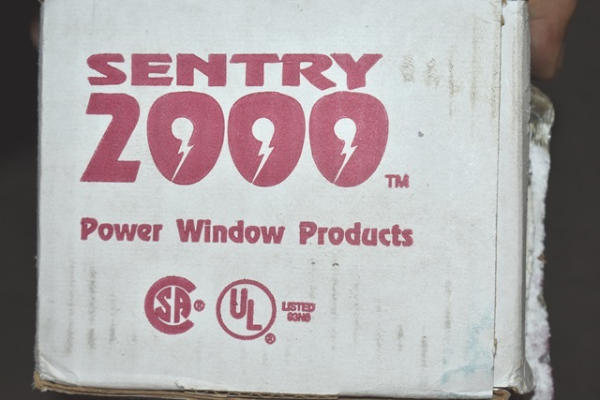 SENTRY
2000 TM
Power Window Products
SA ® UL ® LISTED